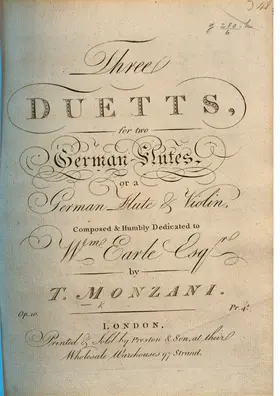 Three
DUETTS,
for two
German-Flutes,
or a
German Flute & Violin,
Composed & Humbly Dedicated to
Wm Earle Esqr
by
T. MONZANI.
Op. 10. Pr. 4s
LONDON,
Printed & Sold by Preston & Son, at their
Wholesale Warehouses 97 Strand.